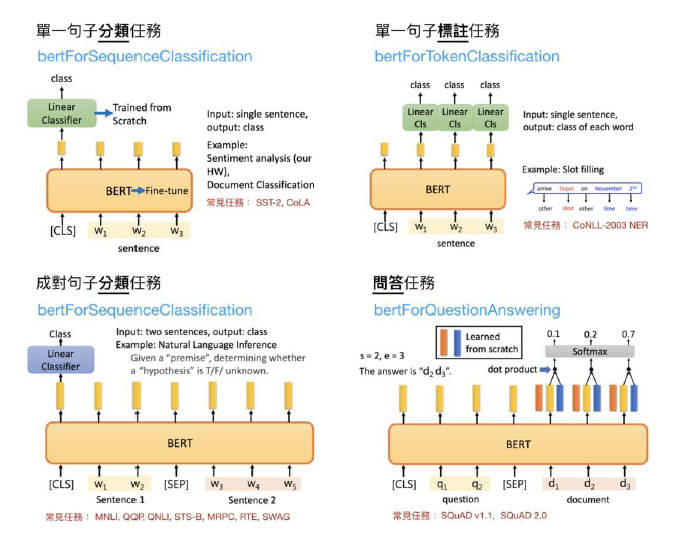 單一句子分類任務
bertForSequenceClassification
class
Linear
Classifier
Trained from
Scratch
Input: single sentence,
output: class
Example:
Sentiment analysis (our
HW),
Document Classification
常見任務： SST-2, CoLA
BERT
Fine-tune
[CLS] w1 w2 w3
sentence
單一句子標註任務
bertForTokenClassification
class class class
Linear Linear Linear
Cls Cls Cls
Input: single sentence,
output: class of each word
Example: Slot filling
arrive Taipei on November 2nd
other dest other time time
常見任務： CoNLL-2003 NER
BERT
[CLS] w1 w2 w3
sentence
成對句子分類任務
bertForSequenceClassification
Class
Linear
Classifier
Input: two sentences, output: class
Example: Natural Language Inference
Given a “premise”, determining whether
a “hypothesis” is T/F/ unknown.
BERT
[CLS] w1 w2 [SEP] w3 w4 w5
Sentence 1 Sentence 2
常見任務： MNLI, QQP, QNLI, STS-B, MRPC, RTE, SWAG
問答任務
bertForQuestionAnswering
Learned
from scratch
0.1 0.2 0.7
Softmax
s = 2, e = 3
The answer is “d2 d3”.
dot product
BERT
[CLS] q1 q2 [SEP] d1 d2 d3
question document
常見任務： SQuAD v1.1, SQuAD 2.0